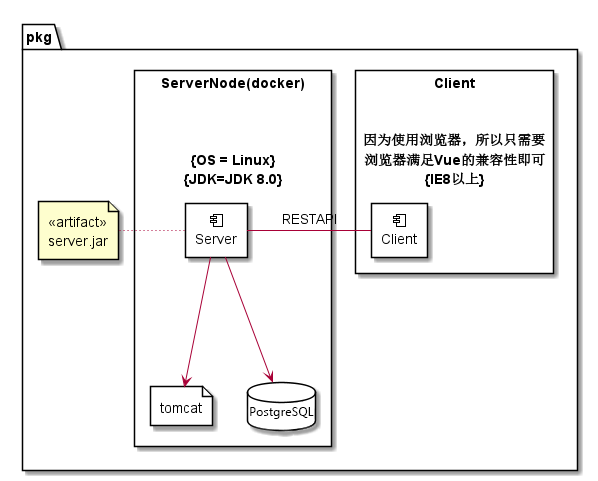 pkg
ServerNode(docker)
{OS = Linux}
{JDK=JDK 8.0}
Client
因为使用浏览器，所以只需要
浏览器满足Vue的兼容性即可
{IE8以上}
«artifact»
server.jar
Server
RESTAPI
Client
tomcat
PostgreSQL